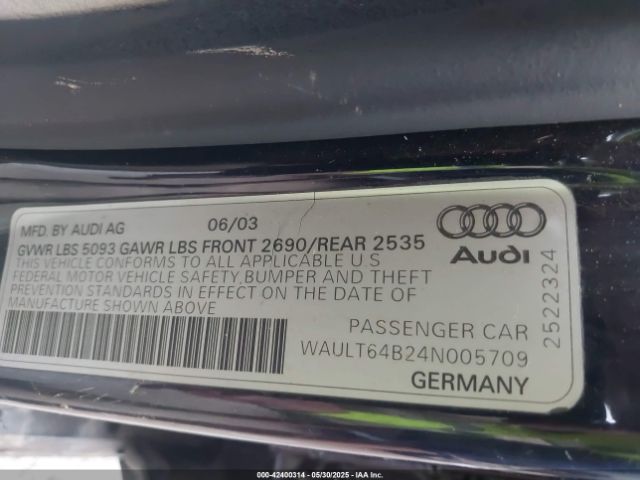 MFD. BY AUDI AG 06/03
GVWR LBS 5093 GAWR LBS FRONT 2690/REAR 2535
THIS VEHICLE CONFORMS TO ALL APPLICABLE U S
FEDERAL MOTOR VEHICLE SAFETY,BUMPER AND THEFT
PREVENTION STANDARDS IN EFFECT ON THE DATE OF
MANUFACTURE SHOWN ABOVE
Audi
2522324
PASSENGER CAR
WAULT64B24N005709
GERMANY
000-42400314 - 05/30/2025 - IAAI.COM